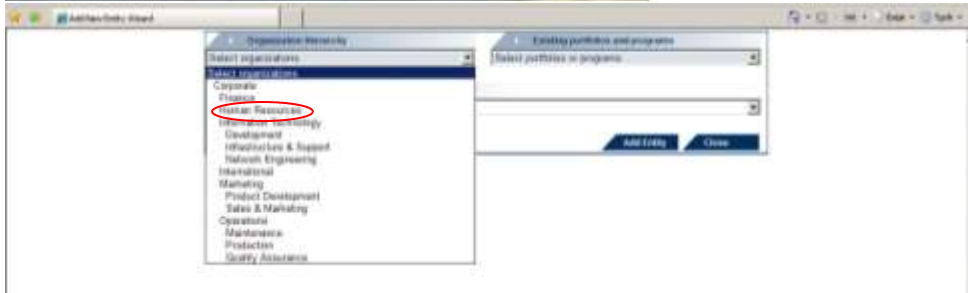 Add New Entity Wizard
Page
Tools
Organization Hierarchy
Existing portfolios and programs
Select organizations
Select portfolios or programs
Select organizations
Corporate
Finance
Human Resources
Information Technology
Development
Infrastructure & Support
Network Engineering
International
Marketing
Product Development
Sales & Marketing
Operations
Maintenance
Production
Quality Assurance
Add Entity
Close